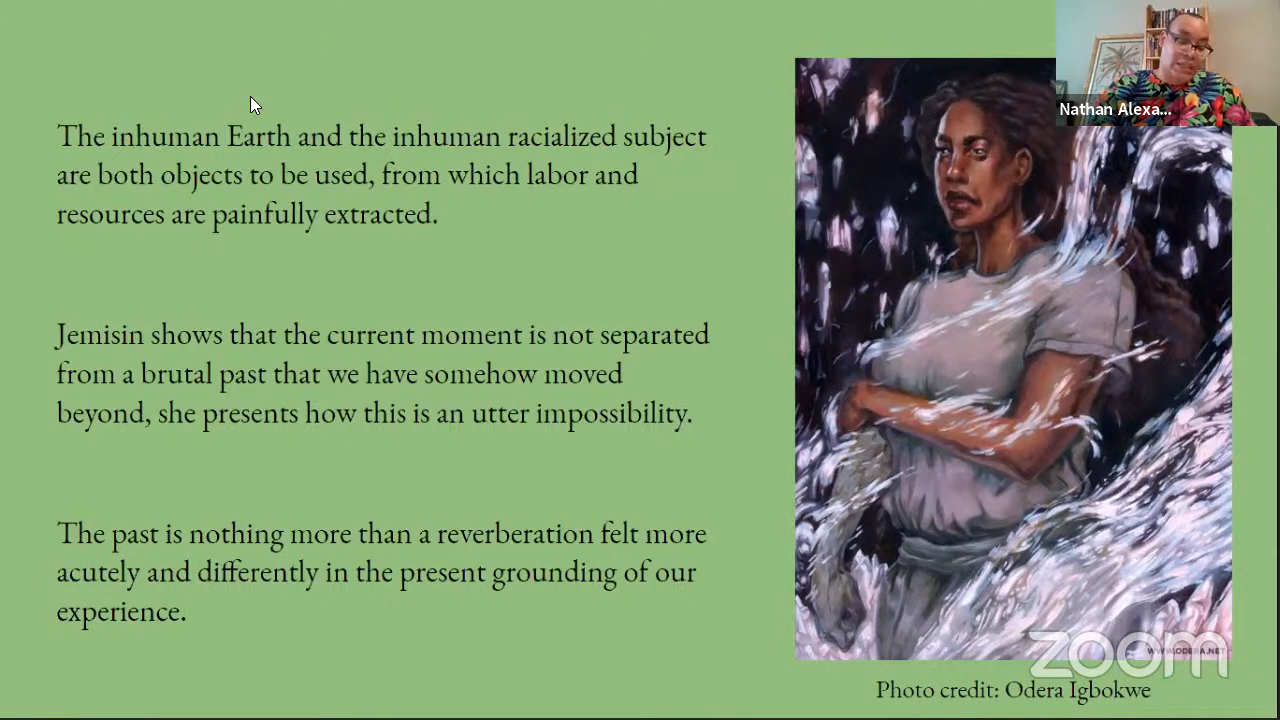 The inhuman Earth and the inhuman racialized subject
are both objects to be used, from which labor and
resources are painfully extracted.
Jemisin shows that the current moment is not separated
from a brutal past that we have somehow moved
beyond, she presents how this is an utter impossibility.
The past is nothing more than a reverberation felt more
acutely and differently in the present grounding of our
experience.
Nathan Alexa...
WWW.ODERA.NET
zoom
Photo credit: Odera Igbokwe